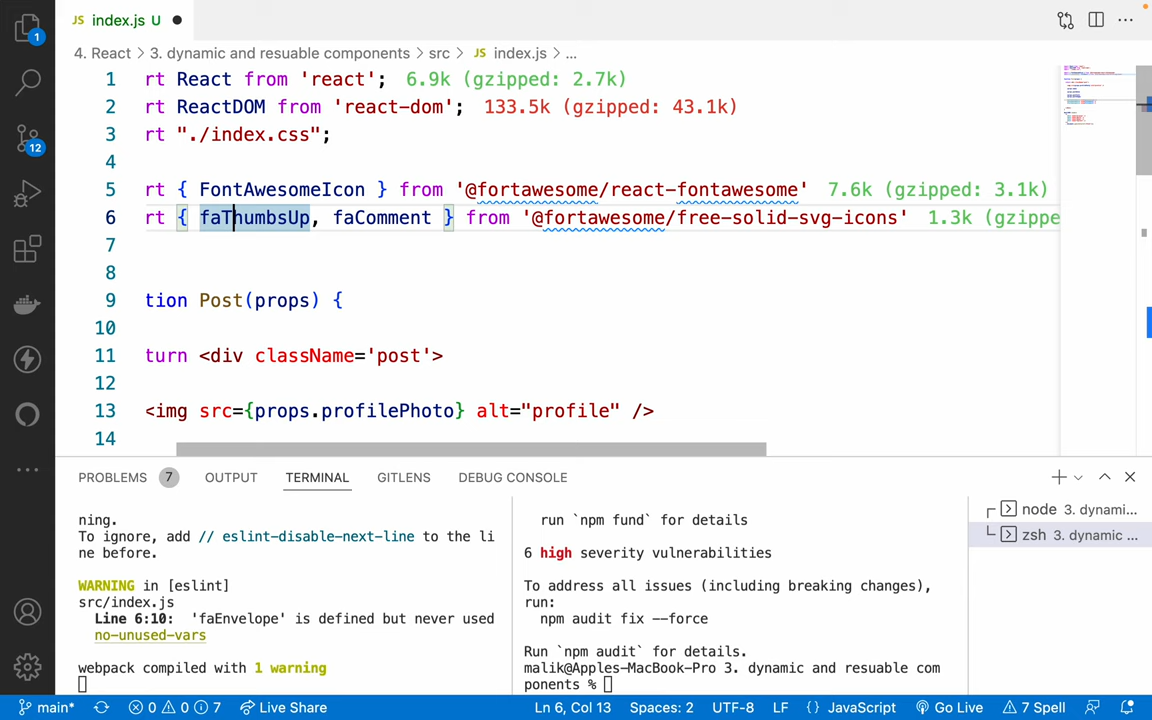 JS index.js U
4. React > 3. dynamic and resuable components > src > JS index.js > ...
1 rt React from 'react'; 6.9k (gzipped: 2.7k)
2 rt ReactDOM from 'react-dom'; 133.5k (gzipped: 43.1k)
3 rt "./index.css";
4
5 rt { FontAwesomeIcon } from '@fortawesome/react-fontawesome' 7.6k (gzipped: 3.1k)
6 rt { faThumbsUp, faComment } from '@fortawesome/free-solid-svg-icons' 1.3k (gzippe
7
8
9 tion Post(props) {
10
11 turn <div className='post'>
12
13 <img src={props.profilePhoto} alt="profile" />
14
1
12
PROBLEMS 7 OUTPUT TERMINAL GITLENS DEBUG CONSOLE
ning.
To ignore, add // eslint-disable-next-line to the li
ne before.
WARNING in [eslint]
src/index.js
Line 6:10: 'faEnvelope' is defined but never used
no-unused-vars
webpack compiled with 1 warning
run `npm fund` for details
6 high severity vulnerabilities
To address all issues (including breaking changes),
run:
npm audit fix --force
Run `npm audit` for details.
malik@Apples-MacBook-Pro 3. dynamic and resuable com
ponents %
node 3. dynami...
zsh 3. dynamic ...
main* 0 0 7 Live Share Ln 6, Col 13 Spaces: 2 UTF-8 LF {} JavaScript Go Live 7 Spell